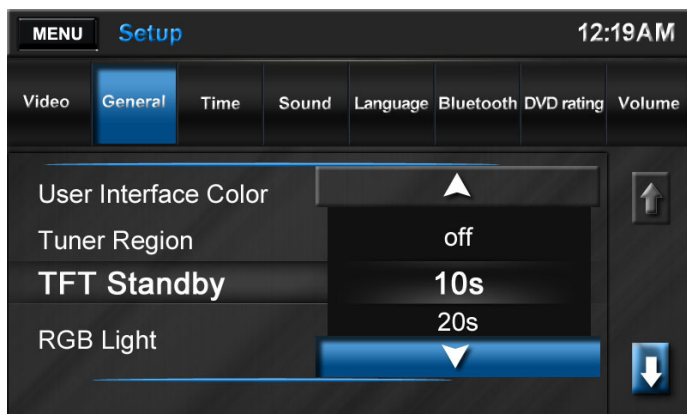 MENU Setup 12:19AM
Video General Time Sound Language Bluetooth DVD rating Volume
User Interface Color
Tuner Region off
TFT Standby 10s
20s
RGB Light